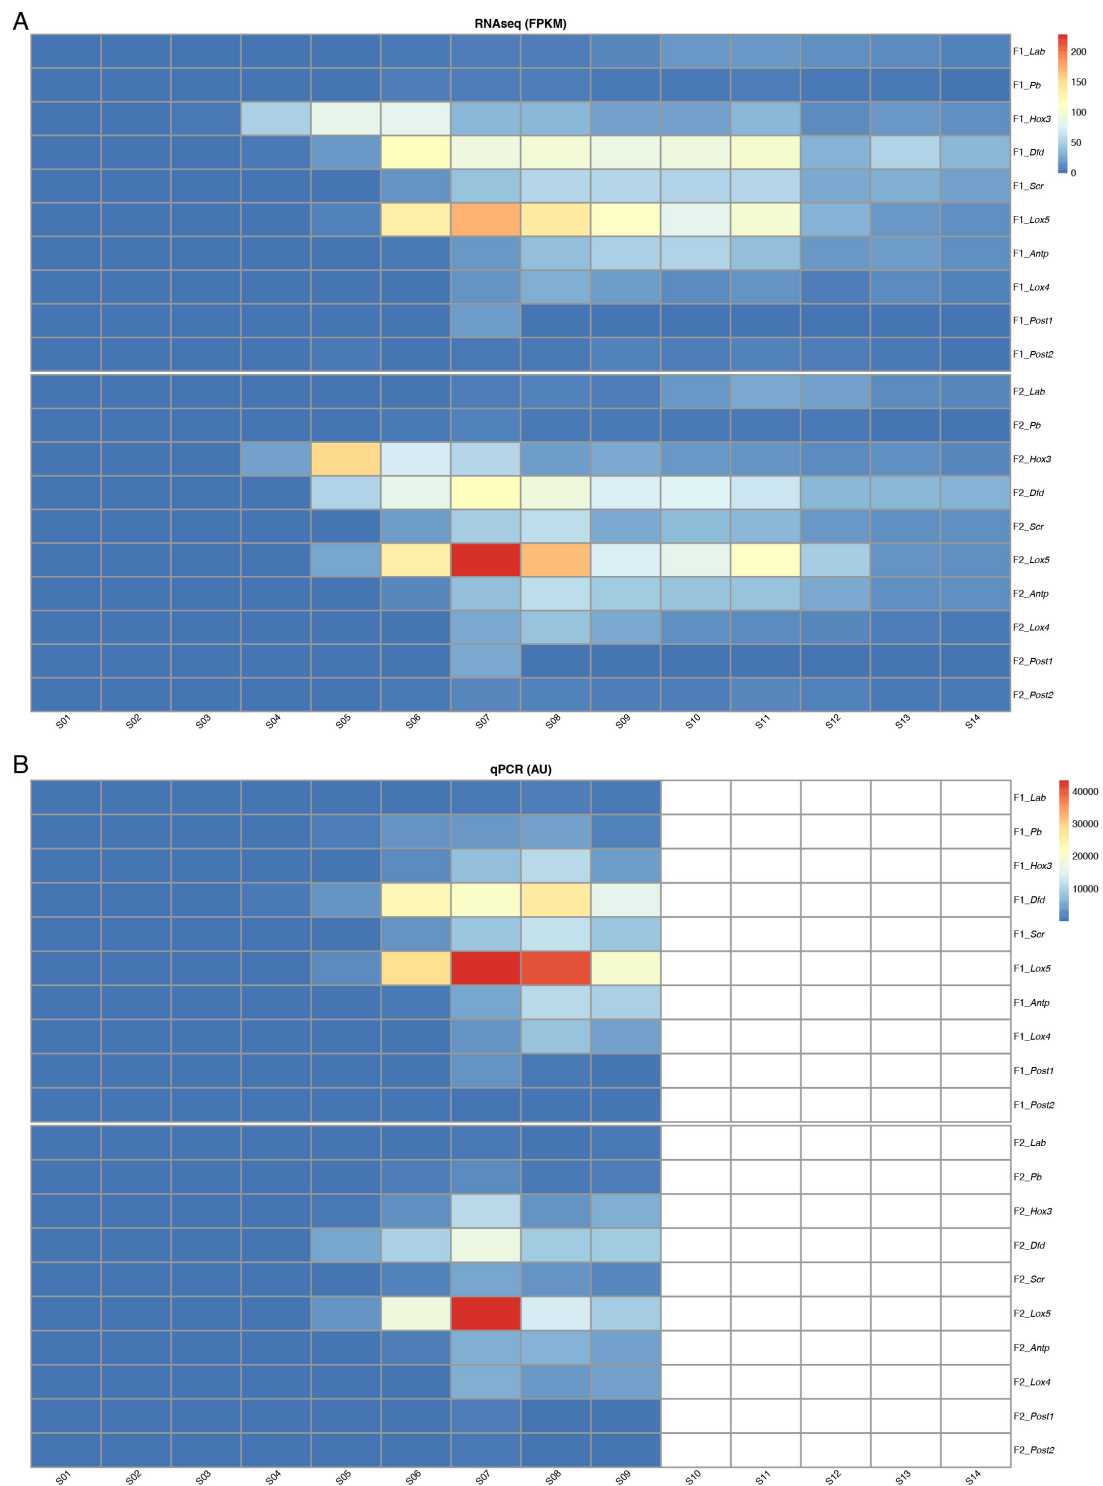 A
RNAseq (FPKM)
F1_Lab
F1_Pb
F1_Hox3
F1_Dfd
F1_Scr
F1_Lox5
F1_Antp
F1_Lox4
F1_Post1
F1_Post2
200
150
100
50
0
F2_Lab
F2_Pb
F2_Hox3
F2_Dfd
F2_Scr
F2_Lox5
F2_Antp
F2_Lox4
F2_Post1
F2_Post2
S01 S02 S03 S04 S05 S06 S07 S08 S09 S10 S11 S12 S13 S14
B
qPCR (AU)
F1_Lab
F1_Pb
F1_Hox3
F1_Dfd
F1_Scr
F1_Lox5
F1_Antp
F1_Lox4
F1_Post1
F1_Post2
40000
30000
20000
10000
F2_Lab
F2_Pb
F2_Hox3
F2_Dfd
F2_Scr
F2_Lox5
F2_Antp
F2_Lox4
F2_Post1
F2_Post2
S01 S02 S03 S04 S05 S06 S07 S08 S09 S10 S11 S12 S13 S14